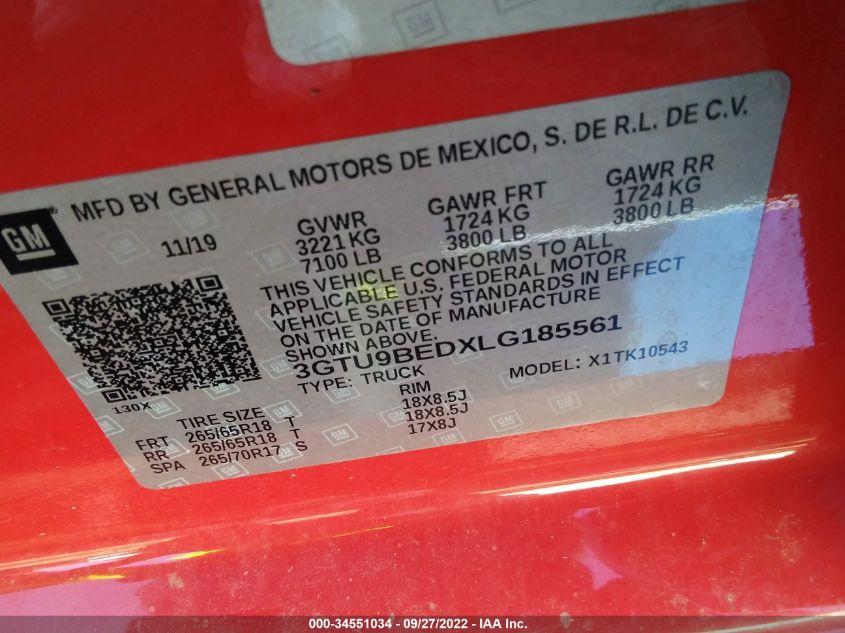 MFD BY GENERAL MOTORS DE MEXICO, S. DE R.L. DE C.V.
GM
®
11/19
GVWR
3221 KG
7100 LB
GAWR FRT
1724 KG
3800 LB
GAWR RR
1724 KG
3800 LB
THIS VEHICLE CONFORMS TO ALL
APPLICABLE U.S. FEDERAL MOTOR
VEHICLE SAFETY STANDARDS IN EFFECT
ON THE DATE OF MANUFACTURE
SHOWN ABOVE.
3GTU9BEDXLG185561
TYPE: TRUCK
MODEL: X1TK10543
130X
TIRE SIZE
RIM
FRT 265/65R18 T 18X8.5J
RR 265/65R18 T 18X8.5J
SPA 265/70R17 S 17X8J
000-34551034 - 09/27/2022 - IAA Inc.